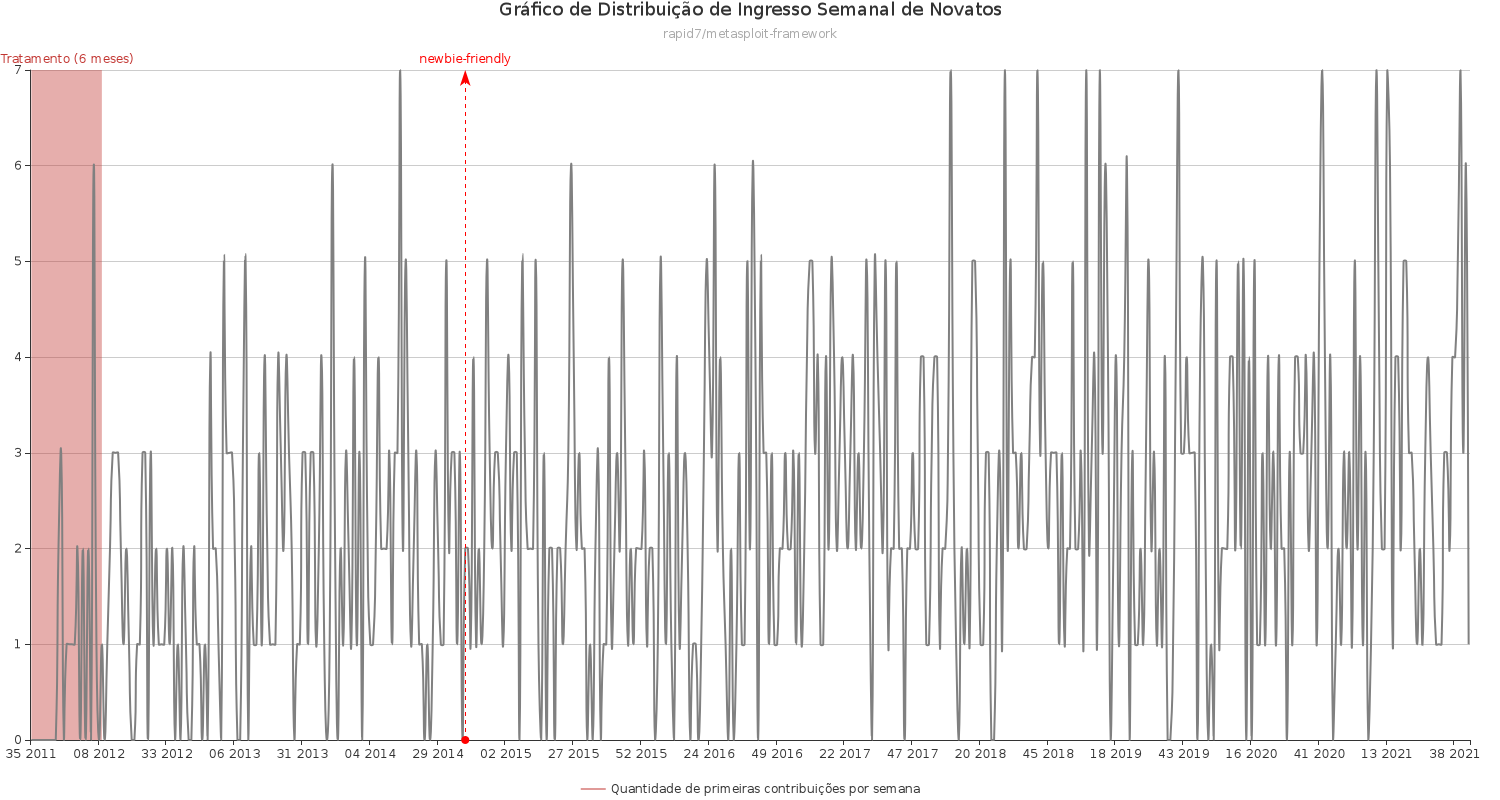 Gráfico de Distribuição de Ingresso Semanal de Novatos
rapid7/metasploit-framework
Tratamento (6 meses)
newbie-friendly
7
6
5
4
3
2
1
0
35 2011 08 2012 33 2012 06 2013 31 2013 04 2014 29 2014 02 2015 27 2015 52 2015 24 2016 49 2016 22 2017 47 2017 20 2018 45 2018 18 2019 43 2019 16 2020 41 2020 13 2021 38 2021
Quantidade de primeiras contribuições por semana